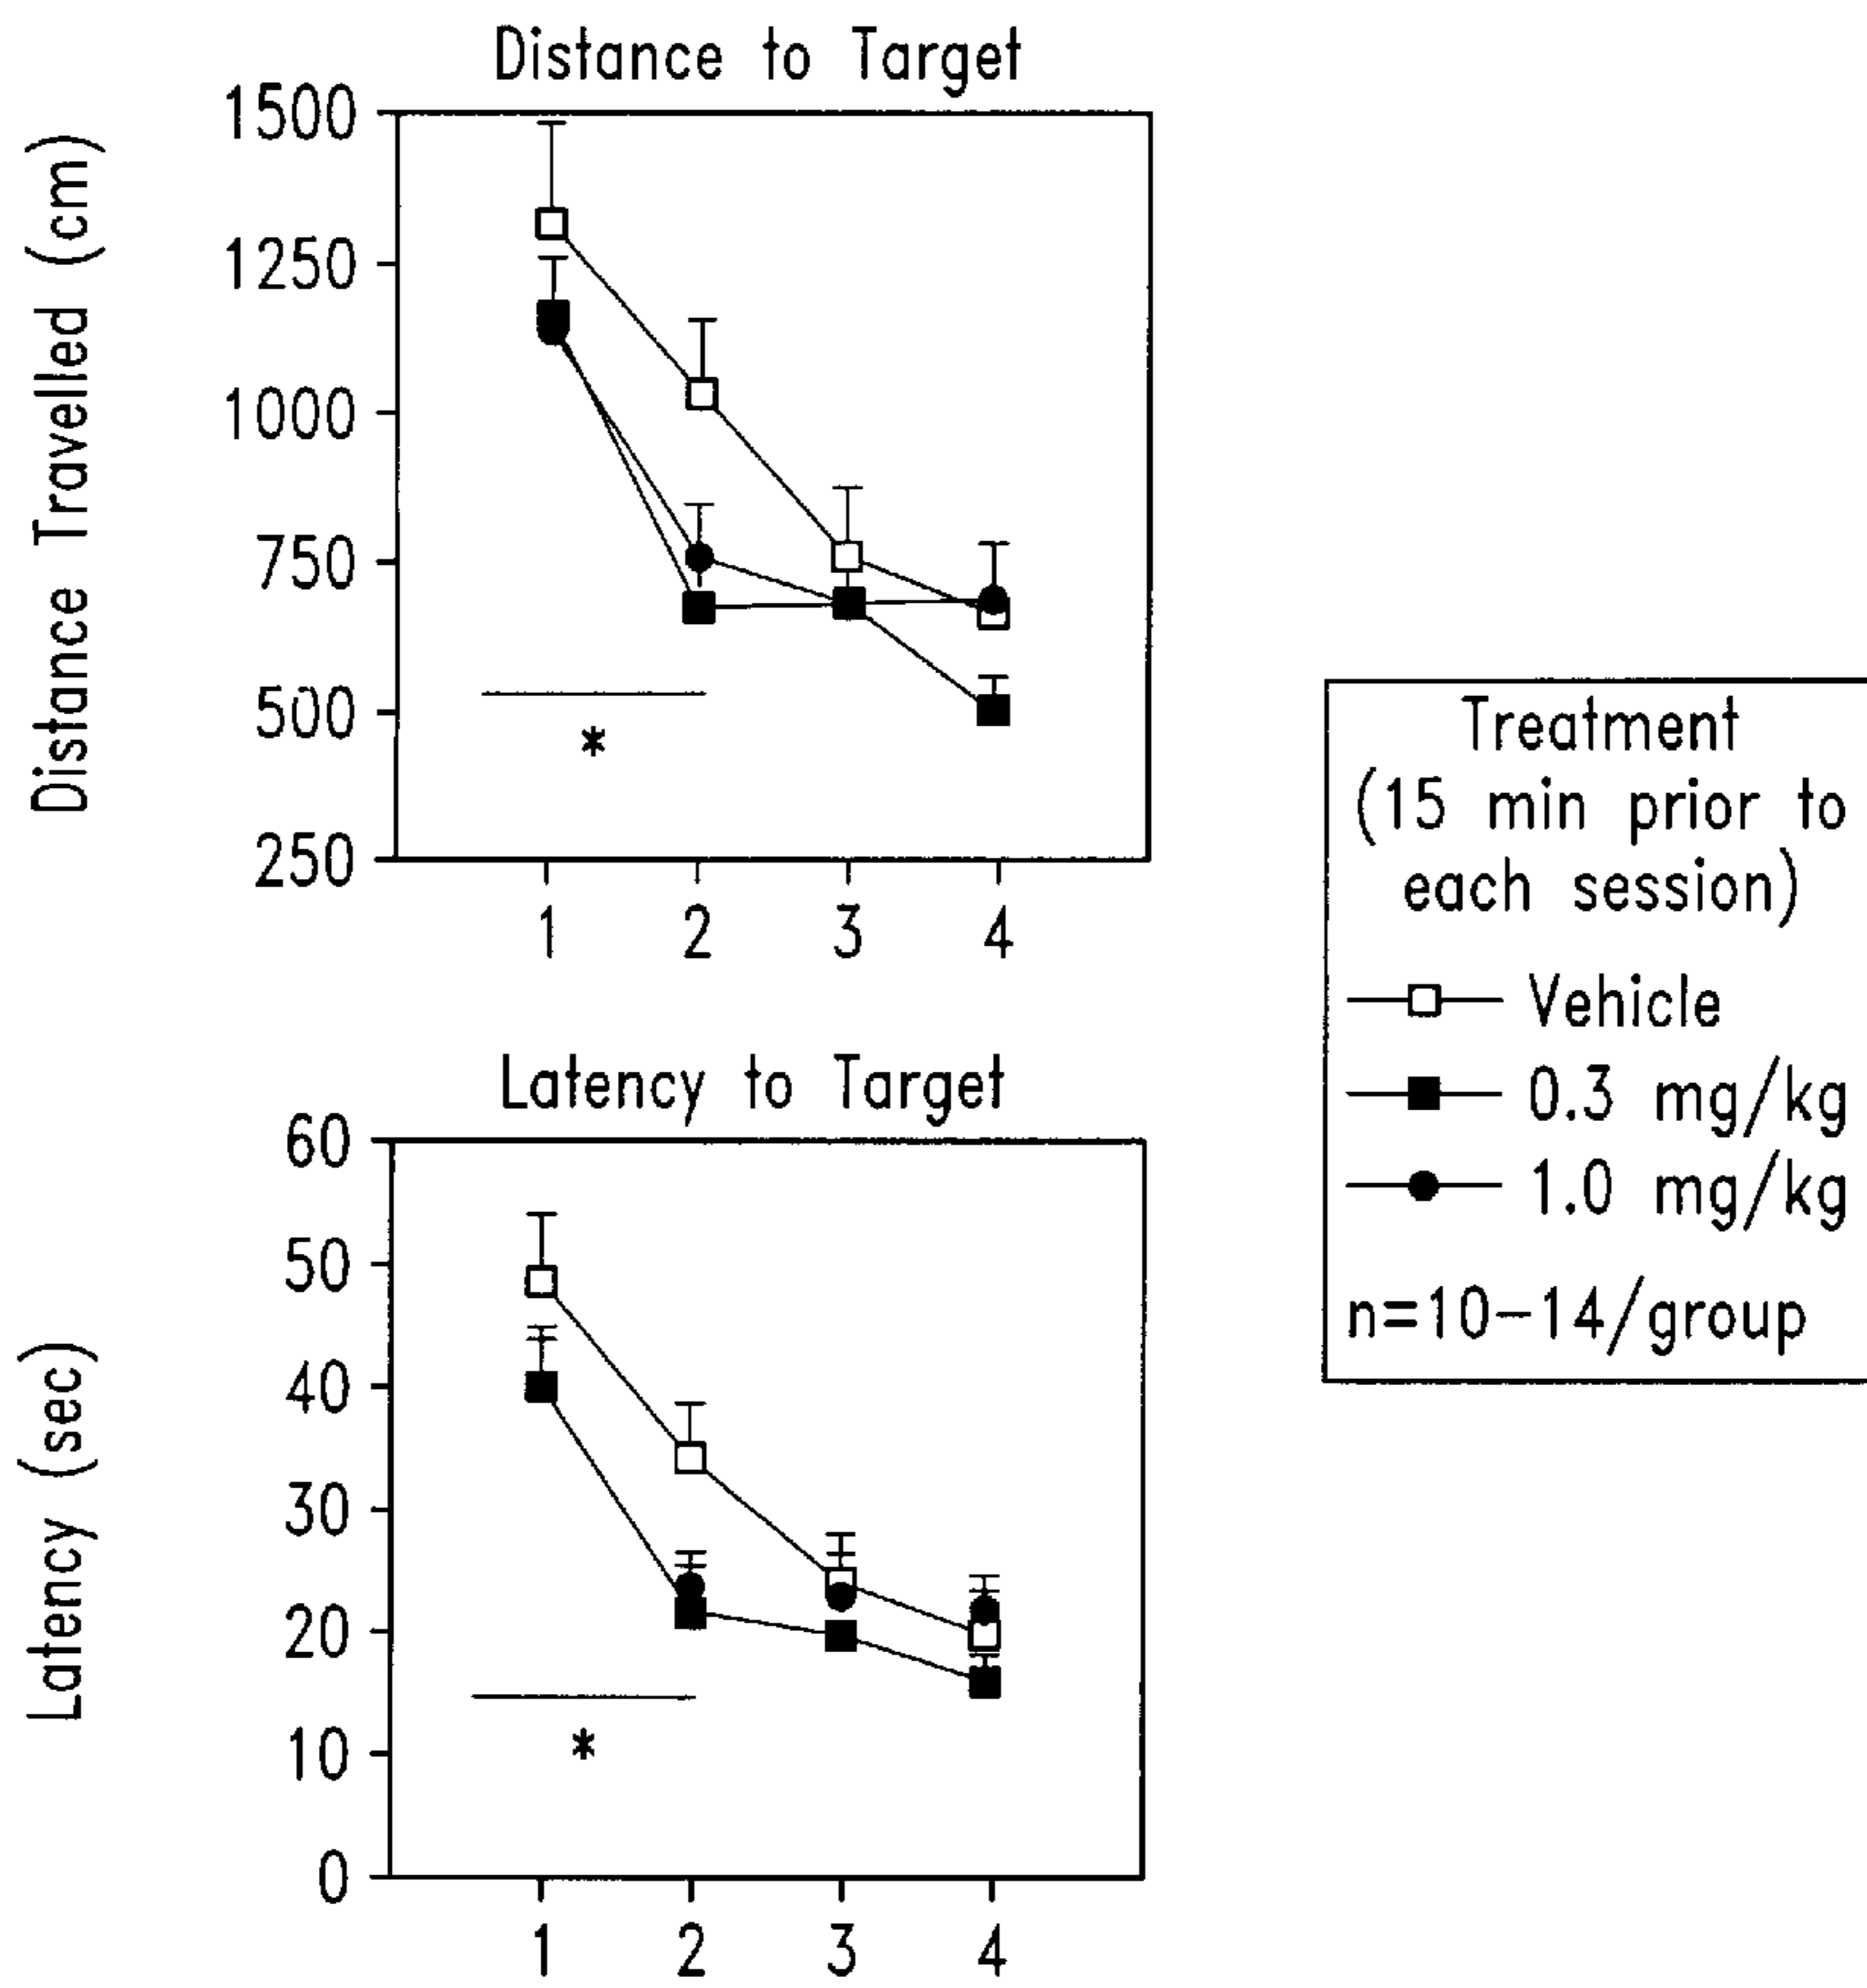 Distance to Target
Distance Travelled (cm)
1500
1250
1000
750
500
250
1 2 3 4
*
Latency to Target
Latency (sec)
60
50
40
30
20
10
0
1 2 3 4
*
Treatment
(15 min prior to
each session)
Vehicle
0.3 mg/kg
1.0 mg/kg
n=10-14/group